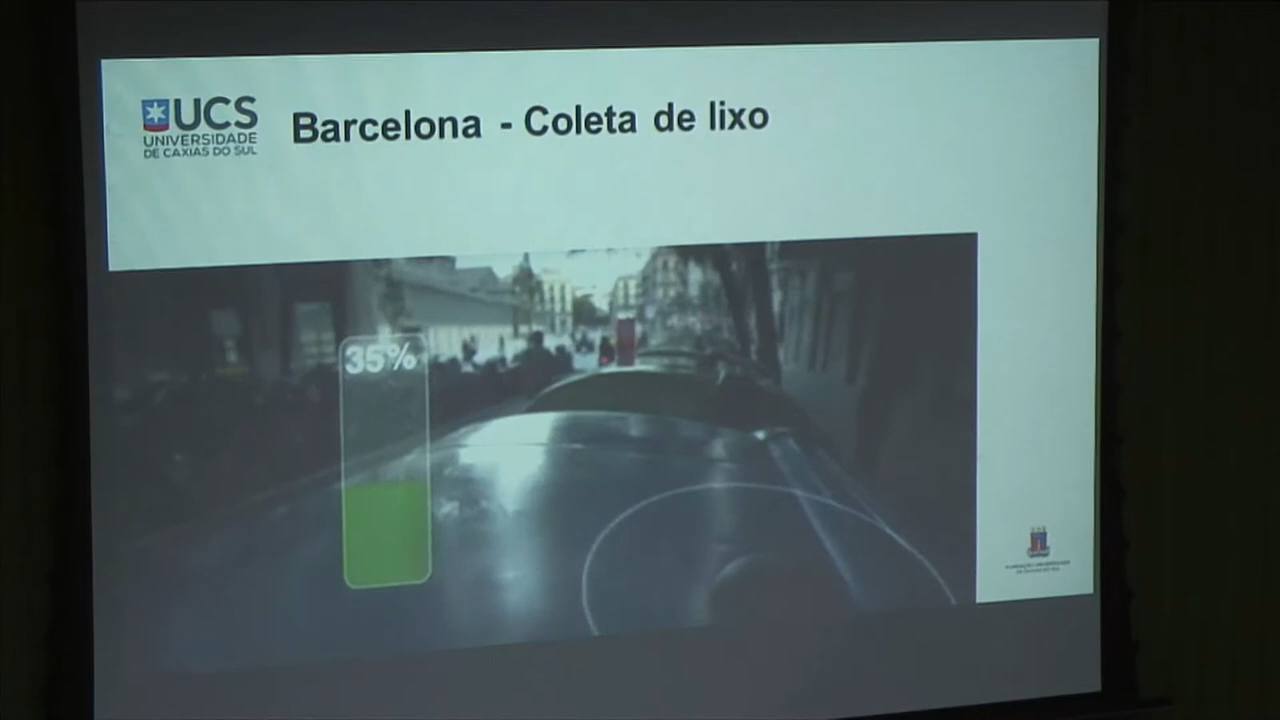 UCS
UNIVERSIDADE
DE CAXIAS DO SUL
Barcelona - Coleta de lixo
35%